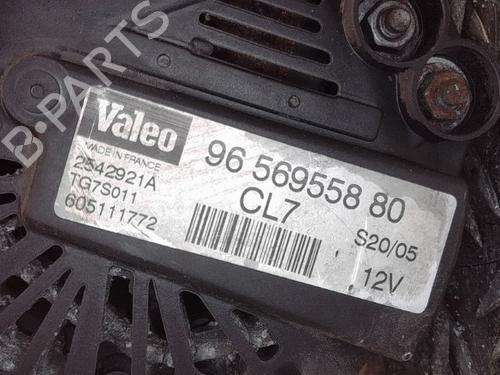 B-PARTS
Valeo
MADE IN FRANCE
2542921A
TG7S011
605111772
96 569558 80
CL7
S20/05
12V